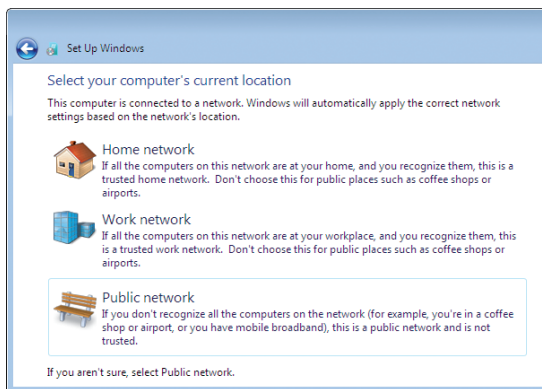 Set Up Windows
Select your computer's current location
This computer is connected to a network. Windows will automatically apply the correct network
settings based on the network's location.
Home network
If all the computers on this network are at your home, and you recognize them, this is a
trusted home network.  Don't choose this for public places such as coffee shops or
airports.
Work network
If all the computers on this network are at your workplace, and you recognize them, this
is a trusted work network.  Don't choose this for public places such as coffee shops or
airports.
Public network
If you don't recognize all the computers on the network (for example, you're in a coffee
shop or airport, or you have mobile broadband), this is a public network and is not
trusted.
If you aren't sure, select Public network.